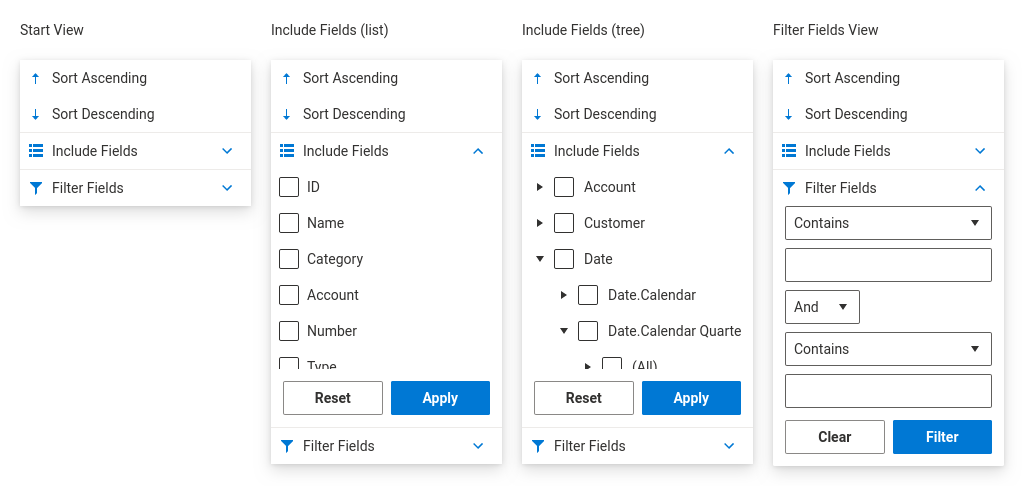 Start View
Sort Ascending
Sort Descending
Include Fields
Filter Fields
Include Fields (list)
Sort Ascending
Sort Descending
Include Fields
ID
Name
Category
Account
Number
Type
Reset Apply
Filter Fields
Include Fields (tree)
Sort Ascending
Sort Descending
Include Fields
Account
Customer
Date
Date.Calendar
Date.Calendar Quarte
(All)
Reset Apply
Filter Fields
Filter Fields View
Sort Ascending
Sort Descending
Include Fields
Filter Fields
Contains
And
Contains
Clear Filter